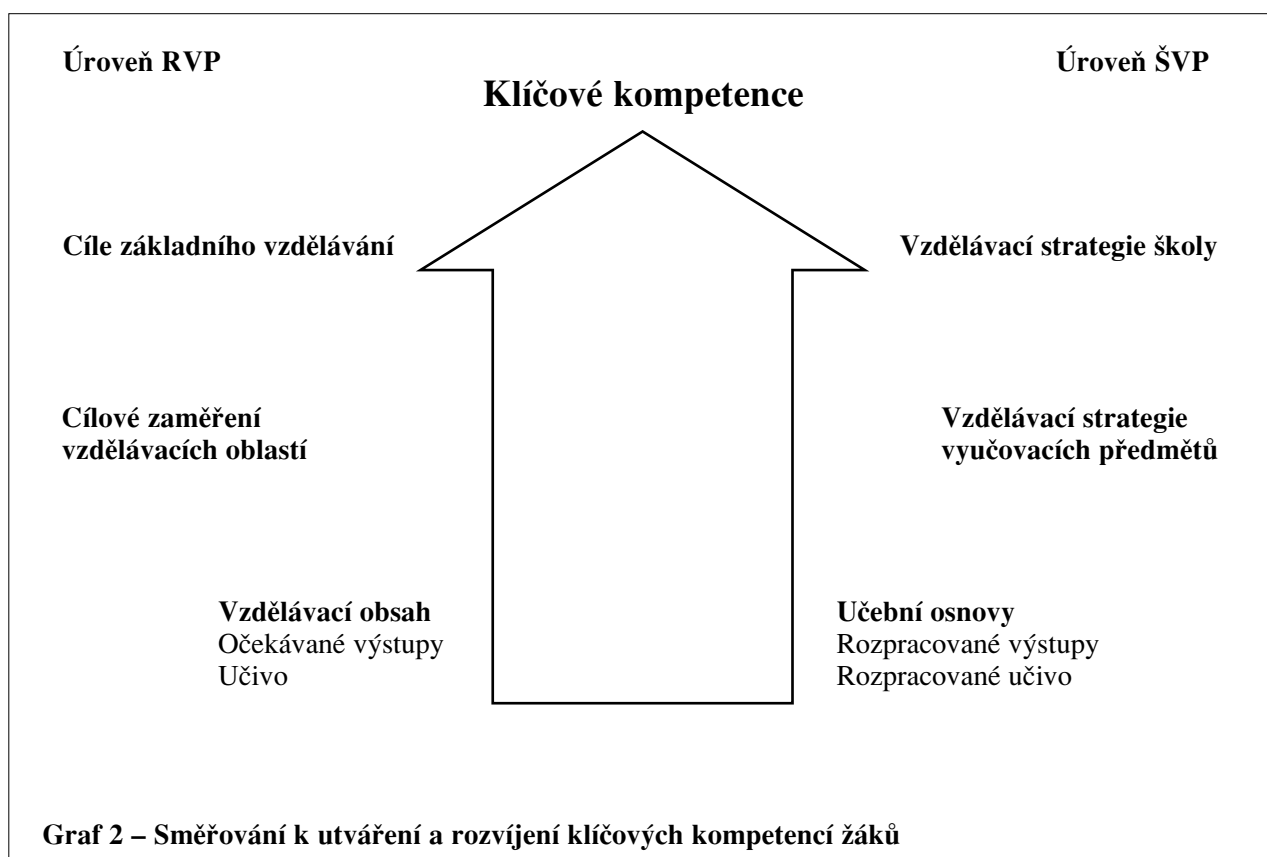 Úroveň RVP
Úroveň ŠVP
Klíčové kompetence
Cíle základního vzdělávání
Vzdělávací strategie školy
Cílové zaměření
vzdělávacích oblastí
Vzdělávací strategie
vyučovacích předmětů
Vzdělávací obsah
Očekávané výstupy
Učivo
Učební osnovy
Rozpracované výstupy
Rozpracované učivo
Graf 2 – Směřování k utváření a rozvíjení klíčových kompetencí žáků